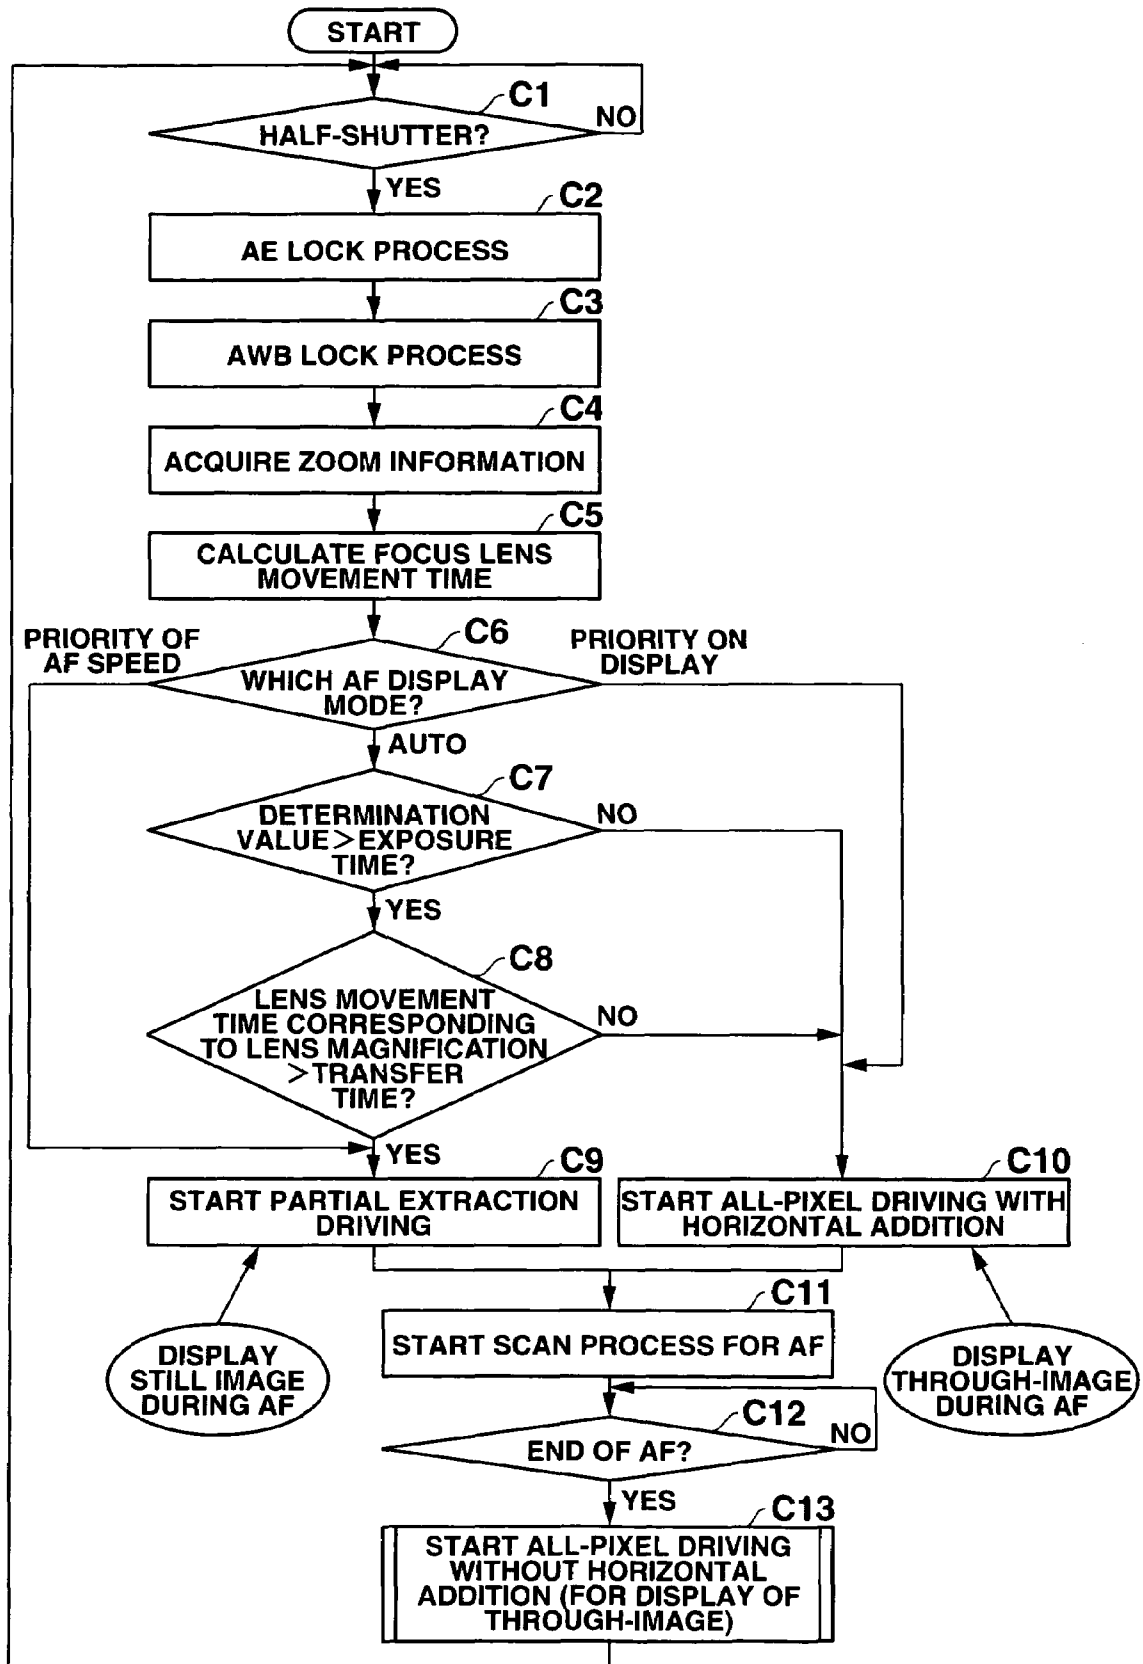 START
C1
HALF-SHUTTER?
NO
YES
C2
AE LOCK PROCESS
C3
AWB LOCK PROCESS
C4
ACQUIRE ZOOM INFORMATION
C5
CALCULATE FOCUS LENS
MOVEMENT TIME
PRIORITY OF
AF SPEED
C6
PRIORITY ON
DISPLAY
WHICH AF DISPLAY
MODE?
AUTO
C7
DETERMINATION
VALUE>EXPOSURE
TIME?
NO
YES
C8
LENS MOVEMENT
TIME CORRESPONDING
TO LENS MAGNIFICATION
>TRANSFER
TIME?
NO
YES
C9
START PARTIAL EXTRACTION
DRIVING
C10
START ALL-PIXEL DRIVING WITH
HORIZONTAL ADDITION
C11
START SCAN PROCESS FOR AF
DISPLAY
STILL IMAGE
DURING AF
DISPLAY
THROUGH-IMAGE
DURING AF
C12
END OF AF?
NO
YES
C13
START ALL-PIXEL DRIVING
WITHOUT HORIZONTAL
ADDITION (FOR DISPLAY OF
THROUGH-IMAGE)